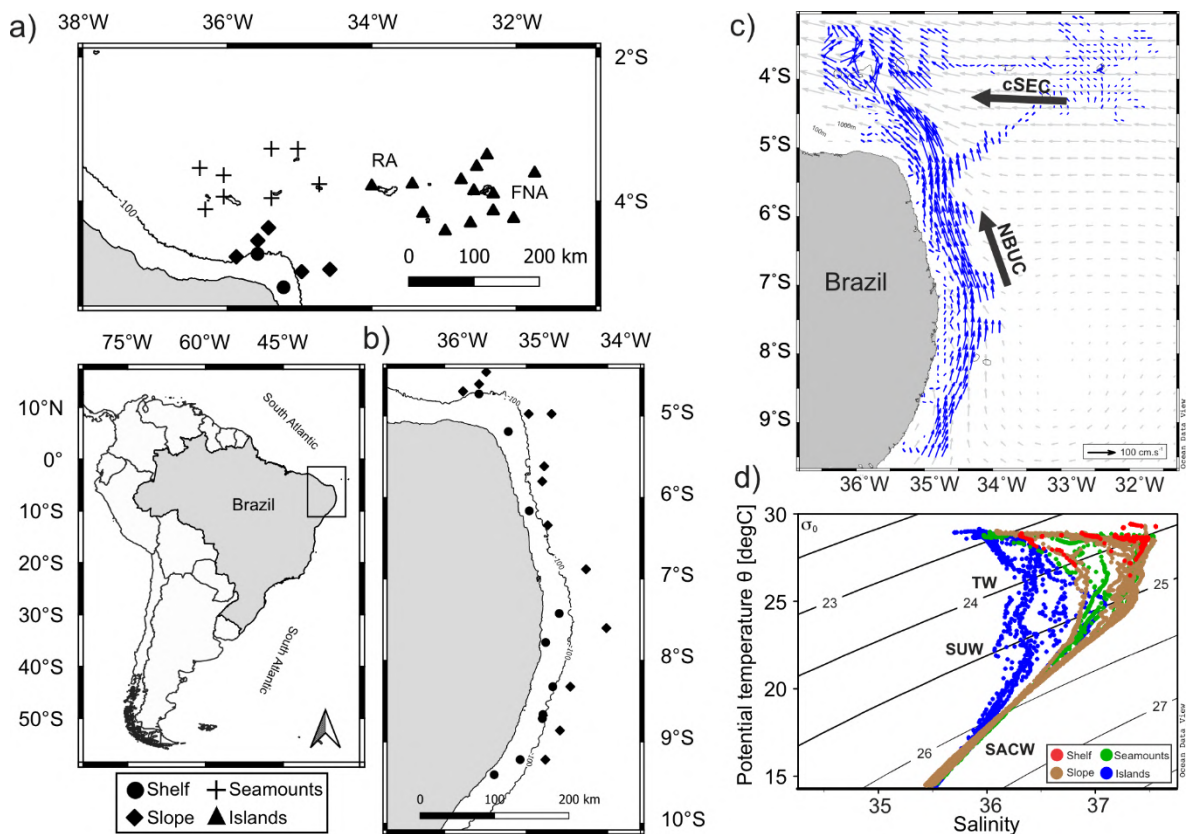 a)
38°W 36°W 34°W 32°W
2°S
4°S
RA
FNA
-100
0 100 200 km
75°W 60°W 45°W
10°N
0°
10°S
20°S
30°S
40°S
50°S
South Atlantic
Brazil
South Atlantic
Shelf Seamounts
Slope Islands
b)
36°W 35°W 34°W
5°S
6°S
7°S
8°S
9°S
10°S
-100
-100
-100
-100
0 100 200 km
c)
4°S
5°S
6°S
7°S
8°S
9°S
cSEC
100m
1000m
NBUC
Brazil
100 cm.s⁻¹
Ocean Data View
36°W 35°W 34°W 33°W 32°W
d)
Potential temperature θ [degC]
30
25
20
15
σ₀
TW
SUW
SACW
23
24
25
26
27
Shelf Seamounts
Slope Islands
Ocean Data View
35 36 37
Salinity